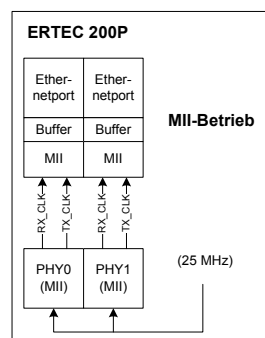 ERTEC 200P
Ether-
netport
Ether-
netport
MII-Betrieb
Buffer
Buffer
MII
MII
RX_CLK
TX_CLK
RX_CLK
TX_CLK
PHY0
(MII)
PHY1
(MII)
(25 MHz)